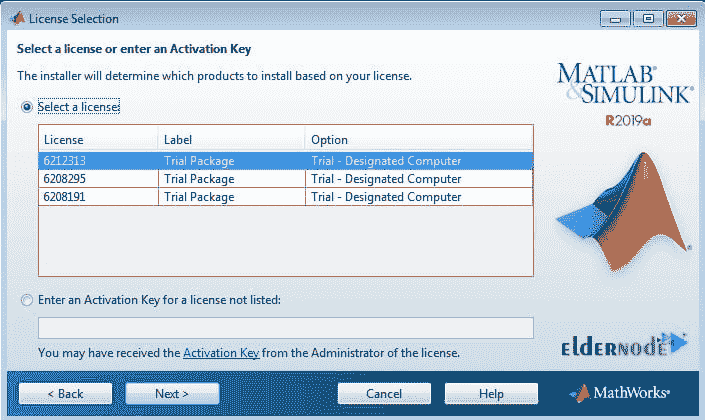 License Selection
Select a license or enter an Activation Key
The installer will determine which products to install based on your license.
MATLAB®
&SIMULINK®
R2019a
Select a license:
License Label Option
6212313 Trial Package Trial - Designated Computer
6208295 Trial Package Trial - Designated Computer
6208191 Trial Package Trial - Designated Computer
Enter an Activation Key for a license not listed:
You may have received the Activation Key from the Administrator of the license.
ELDERNODE
< Back Next > Cancel Help MathWorks®